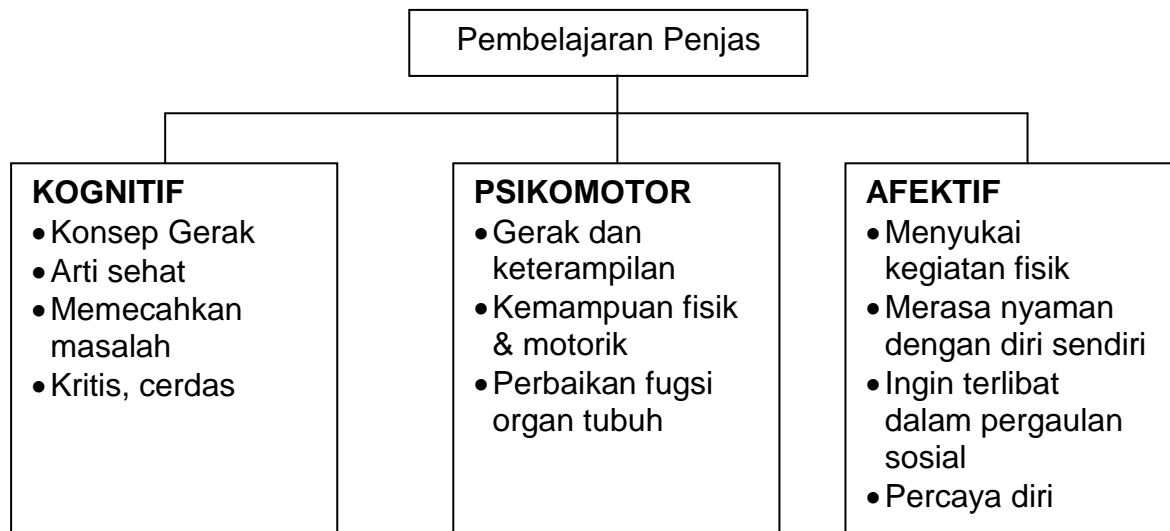 Pembelajaran Penjas
KOGNITIF
• Konsep Gerak
• Arti sehat
• Memecahkan
masalah
• Kritis, cerdas
PSIKOMOTOR
• Gerak dan
keterampilan
• Kemampuan fisik
& motorik
• Perbaikan fugsi
organ tubuh
AFEKTIF
• Menyukai
kegiatan fisik
• Merasa nyaman
dengan diri sendiri
• Ingin terlibat
dalam pergaulan
sosial
• Percaya diri